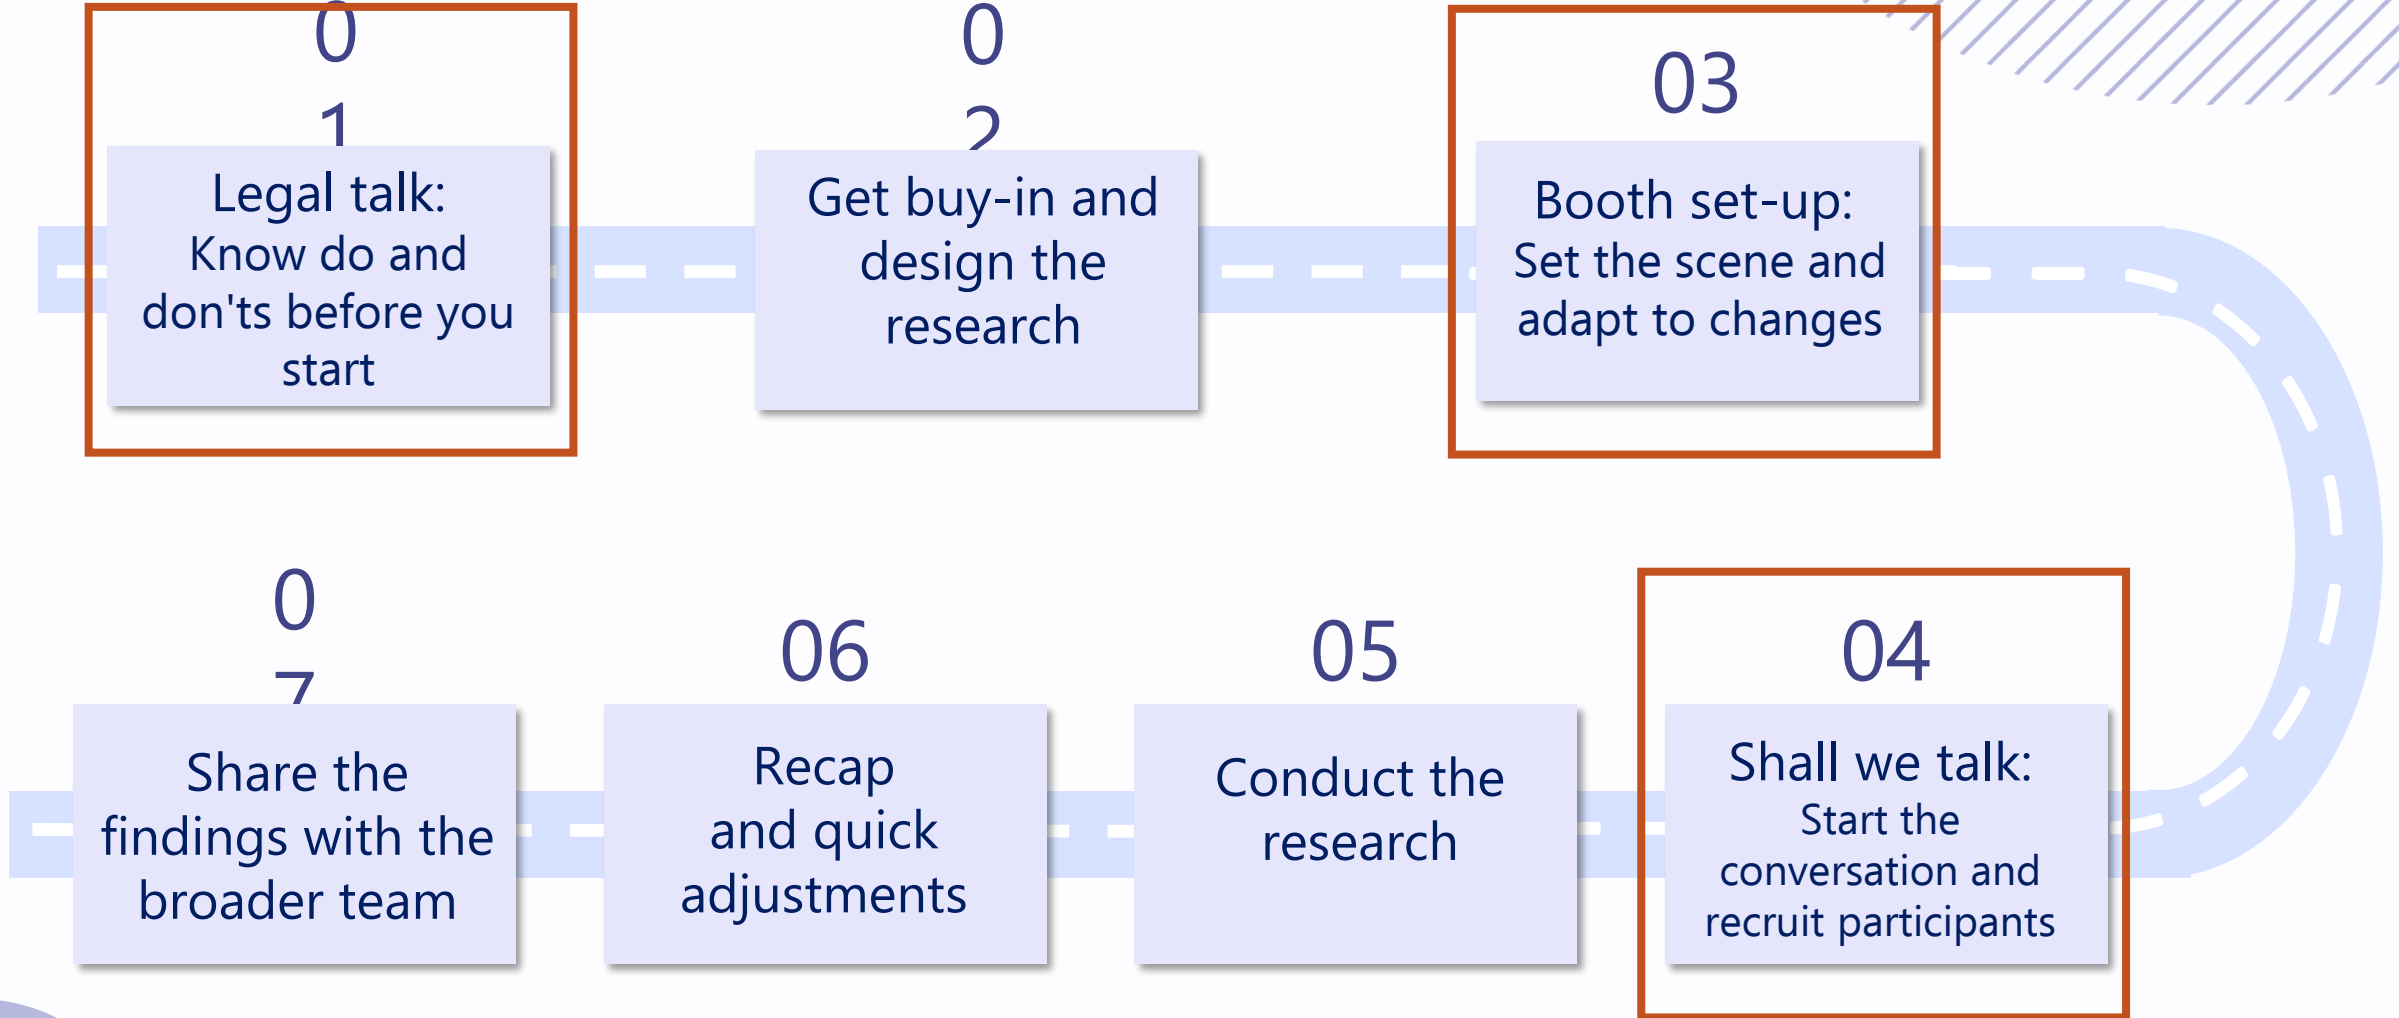 0
1
Legal talk:
Know do and
don'ts before you
start
0
2
Get buy-in and
design the
research
03
Booth set-up:
Set the scene and
adapt to changes
04
Shall we talk:
Start the
conversation and
recruit participants
05
Conduct the
research
06
Recap
and quick
adjustments
0
7
Share the
findings with the
broader team